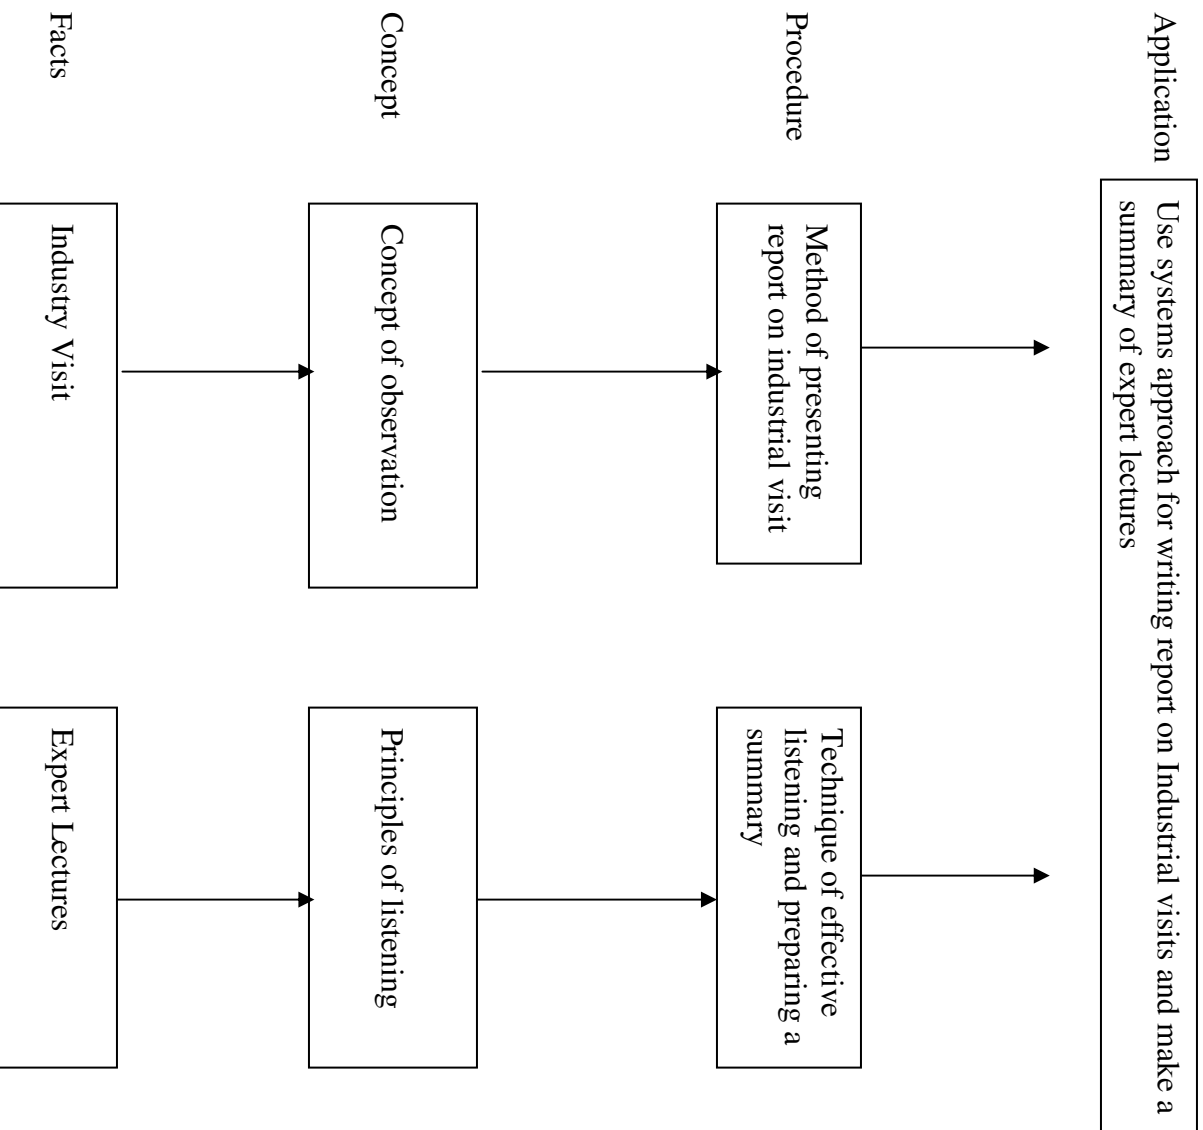 Application
Use systems approach for writing report on Industrial visits and make a
summary of expert lectures
Procedure
Method of presenting
report on industrial visit
Technique of effective
listening and preparing a
summary
Concept
Concept of observation
Principles of listening
Facts
Industry Visit
Expert Lectures